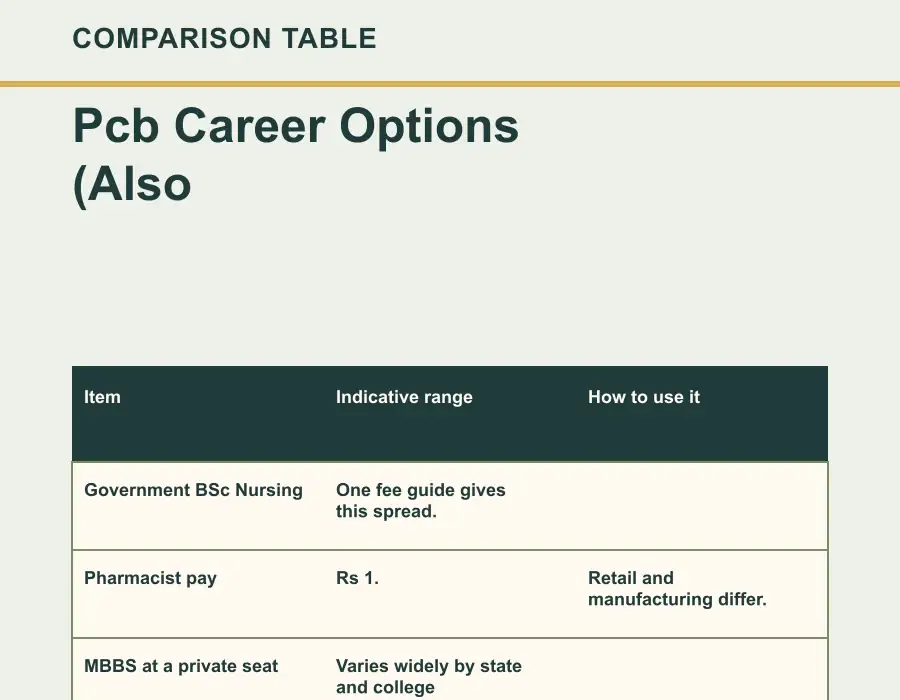 COMPARISON TABLE
Pcb Career Options
(Also
Item
Indicative range
How to use it
Government BSc Nursing
One fee guide gives
this spread.
Pharmacist pay
Rs 1.
Retail and
manufacturing differ.
MBBS at a private seat
Varies widely by state
and college